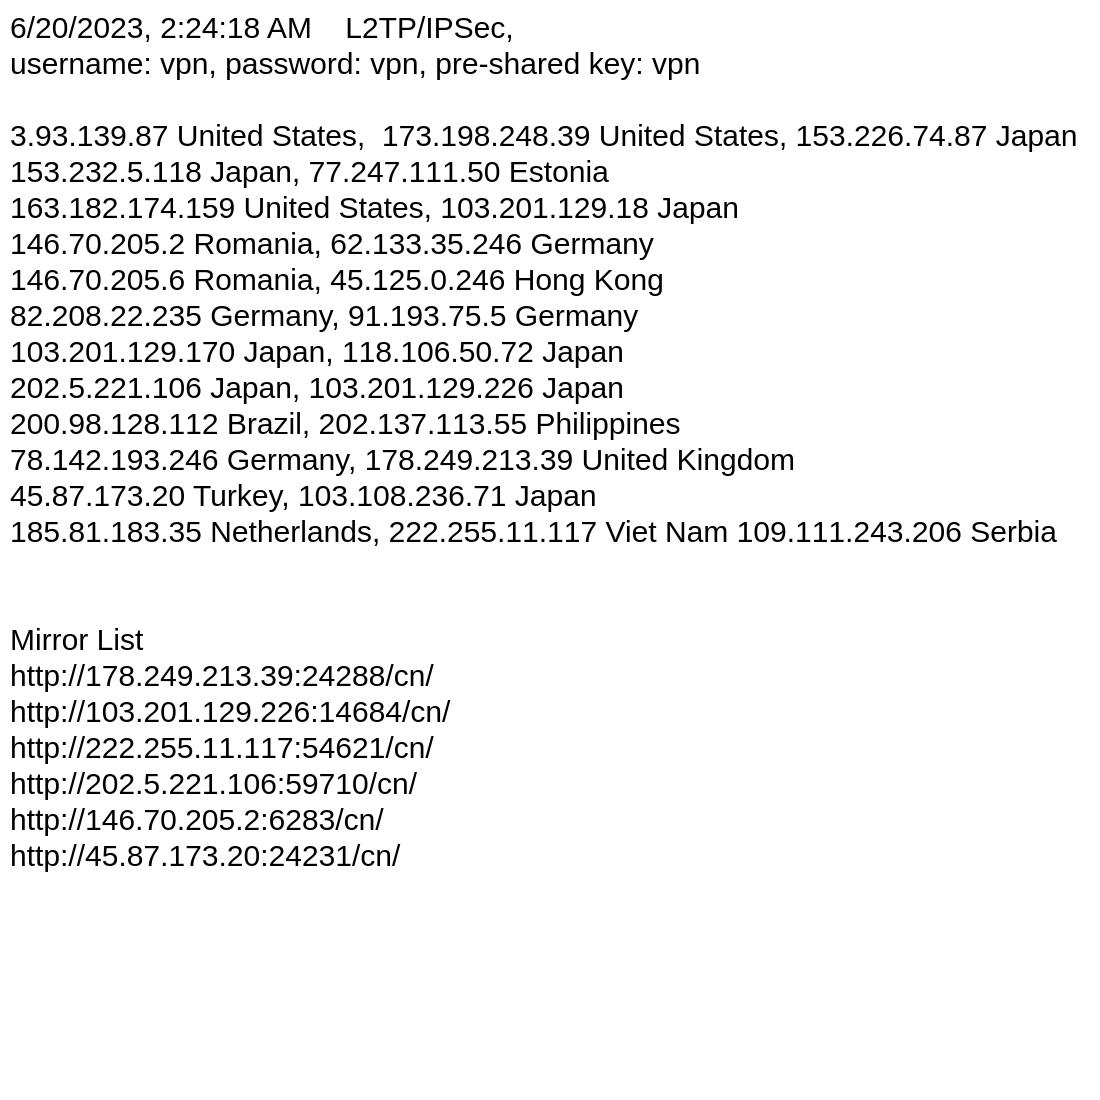 6/20/2023, 2:24:18 AM    L2TP/IPSec,
username: vpn, password: vpn, pre-shared key: vpn
3.93.139.87 United States,  173.198.248.39 United States, 153.226.74.87 Japan
153.232.5.118 Japan, 77.247.111.50 Estonia
163.182.174.159 United States, 103.201.129.18 Japan
146.70.205.2 Romania, 62.133.35.246 Germany
146.70.205.6 Romania, 45.125.0.246 Hong Kong
82.208.22.235 Germany, 91.193.75.5 Germany
103.201.129.170 Japan, 118.106.50.72 Japan
202.5.221.106 Japan, 103.201.129.226 Japan
200.98.128.112 Brazil, 202.137.113.55 Philippines
78.142.193.246 Germany, 178.249.213.39 United Kingdom
45.87.173.20 Turkey, 103.108.236.71 Japan
185.81.183.35 Netherlands, 222.255.11.117 Viet Nam 109.111.243.206 Serbia
Mirror List
http://178.249.213.39:24288/cn/
http://103.201.129.226:14684/cn/
http://222.255.11.117:54621/cn/
http://202.5.221.106:59710/cn/
http://146.70.205.2:6283/cn/
http://45.87.173.20:24231/cn/